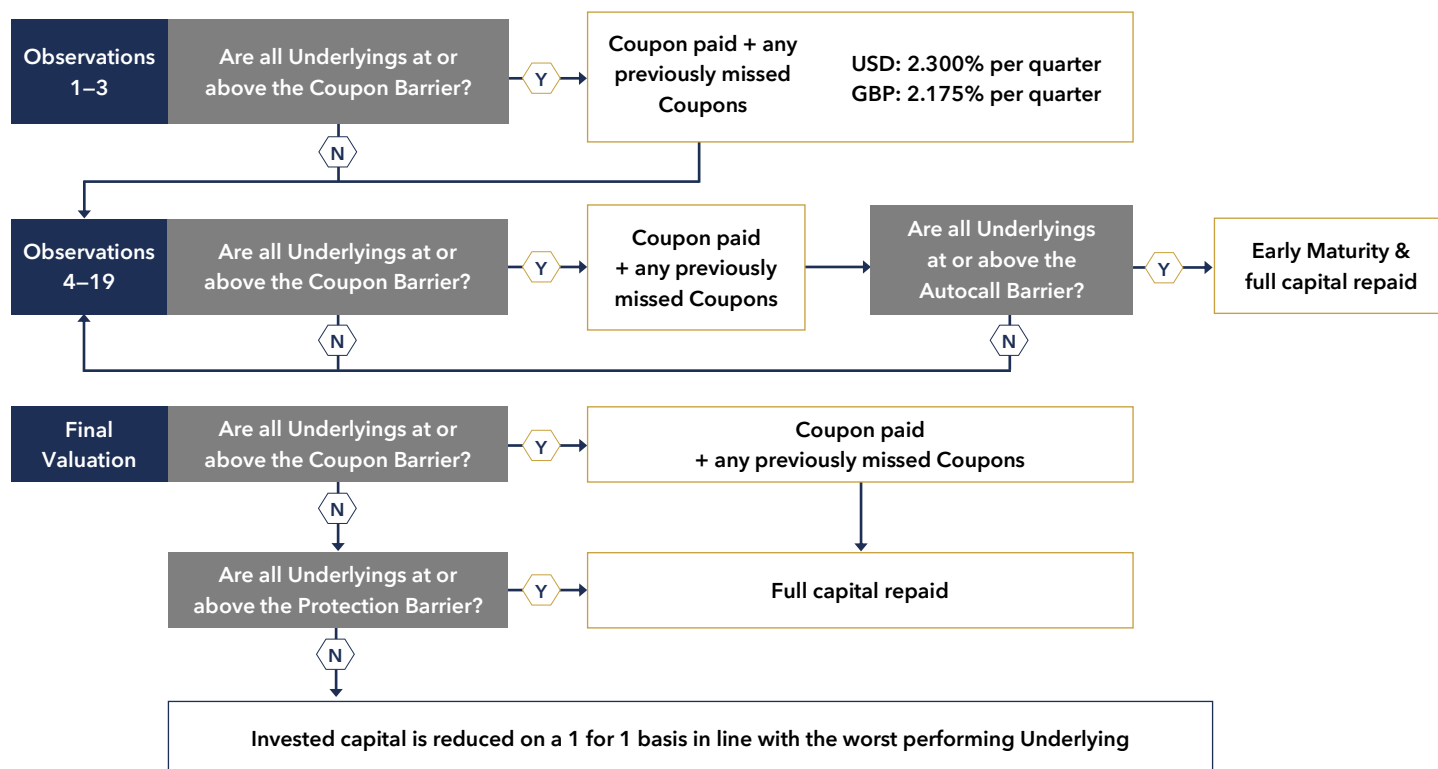 Observations
1–3
Are all Underlyings at or
above the Coupon Barrier?
Y
Coupon paid + any
previously missed
Coupons
USD: 2.300% per quarter
GBP: 2.175% per quarter
N
Observations
4–19
Are all Underlyings at or
above the Coupon Barrier?
Y
Coupon paid
+ any previously
missed Coupons
Are all Underlyings
at or above the
Autocall Barrier?
Y
Early Maturity &
full capital repaid
N
N
Final
Valuation
Are all Underlyings at or
above the Coupon Barrier?
Y
Coupon paid
+ any previously missed Coupons
N
Are all Underlyings at or
above the Protection Barrier?
Y
Full capital repaid
N
Invested capital is reduced on a 1 for 1 basis in line with the worst performing Underlying